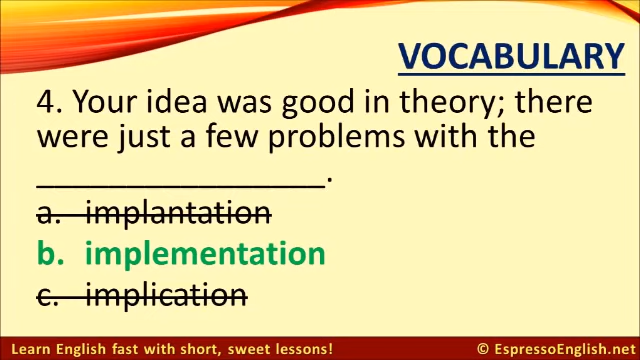 VOCABULARY
4. Your idea was good in theory; there
were just a few problems with the
________________.
a. implantation
b. implementation
c. implication
Learn English fast with short, sweet lessons!
© EspressoEnglish.net